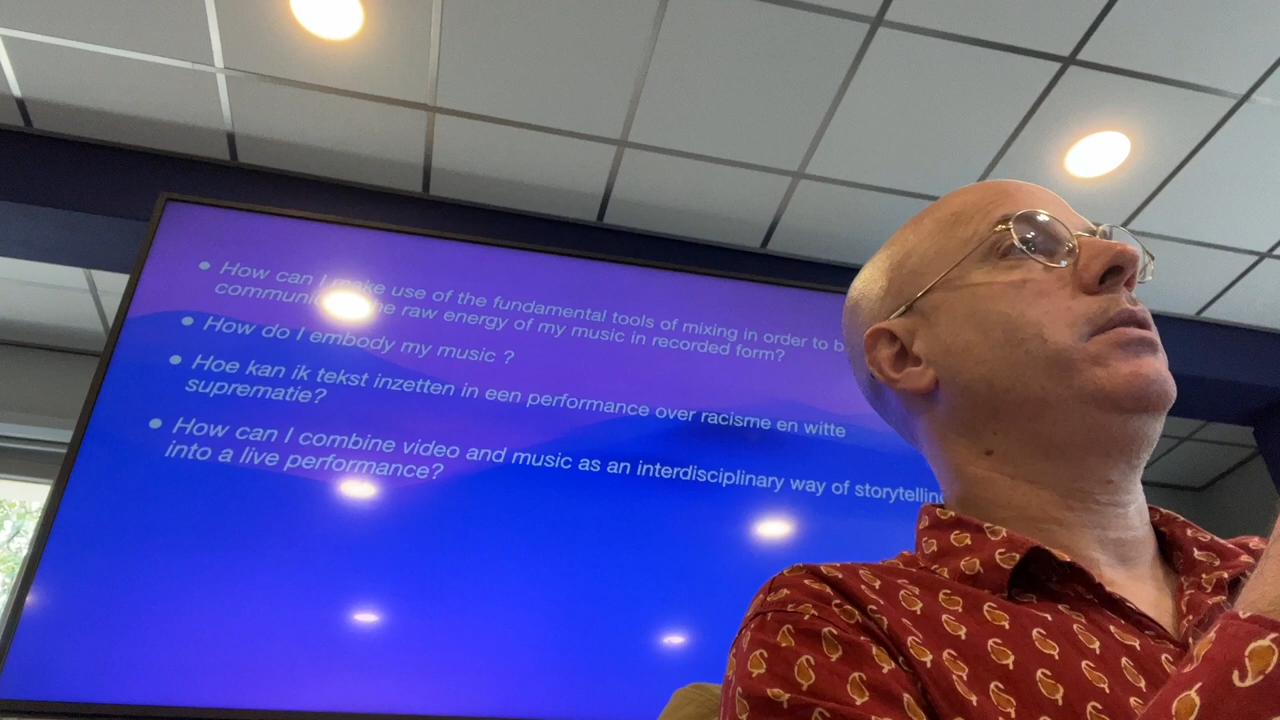 How can I make use of the fundamental tools of mixing in order to
the raw energy of my music in recorded form?
How do I embody my music ?
Hoe kan ik tekst inzetten in een performance over racisme en witte
suprematie?
How can I combine video and music as an interdisciplinary way of storytelling
into a live performance?